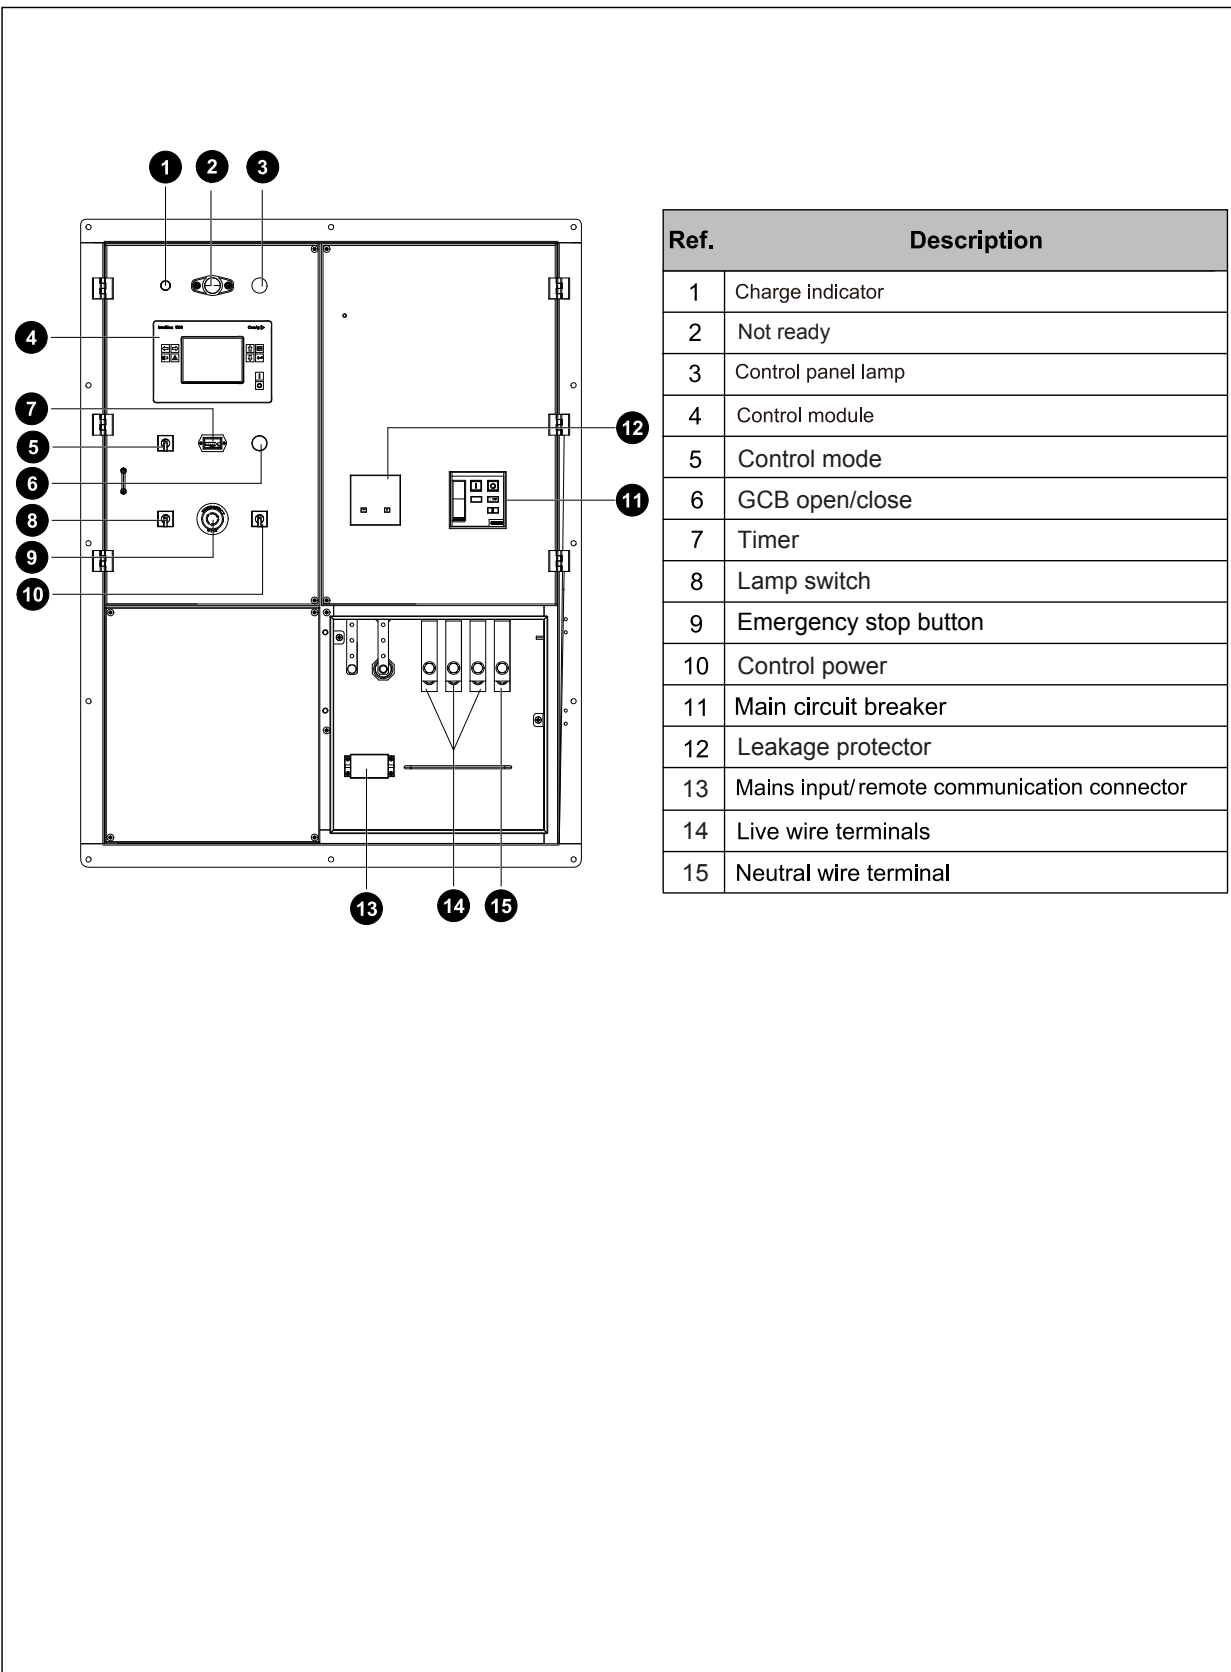 1 2 3
4
7
5
6
8
9
10
12
11
13 14 15
Ref. Description
1 Charge indicator
2 Not ready
3 Control panel lamp
4 Control module
5 Control mode
6 GCB open/close
7 Timer
8 Lamp switch
9 Emergency stop button
10 Control power
11 Main circuit breaker
12 Leakage protector
13 Mains input/remote communication connector
14 Live wire terminals
15 Neutral wire terminal